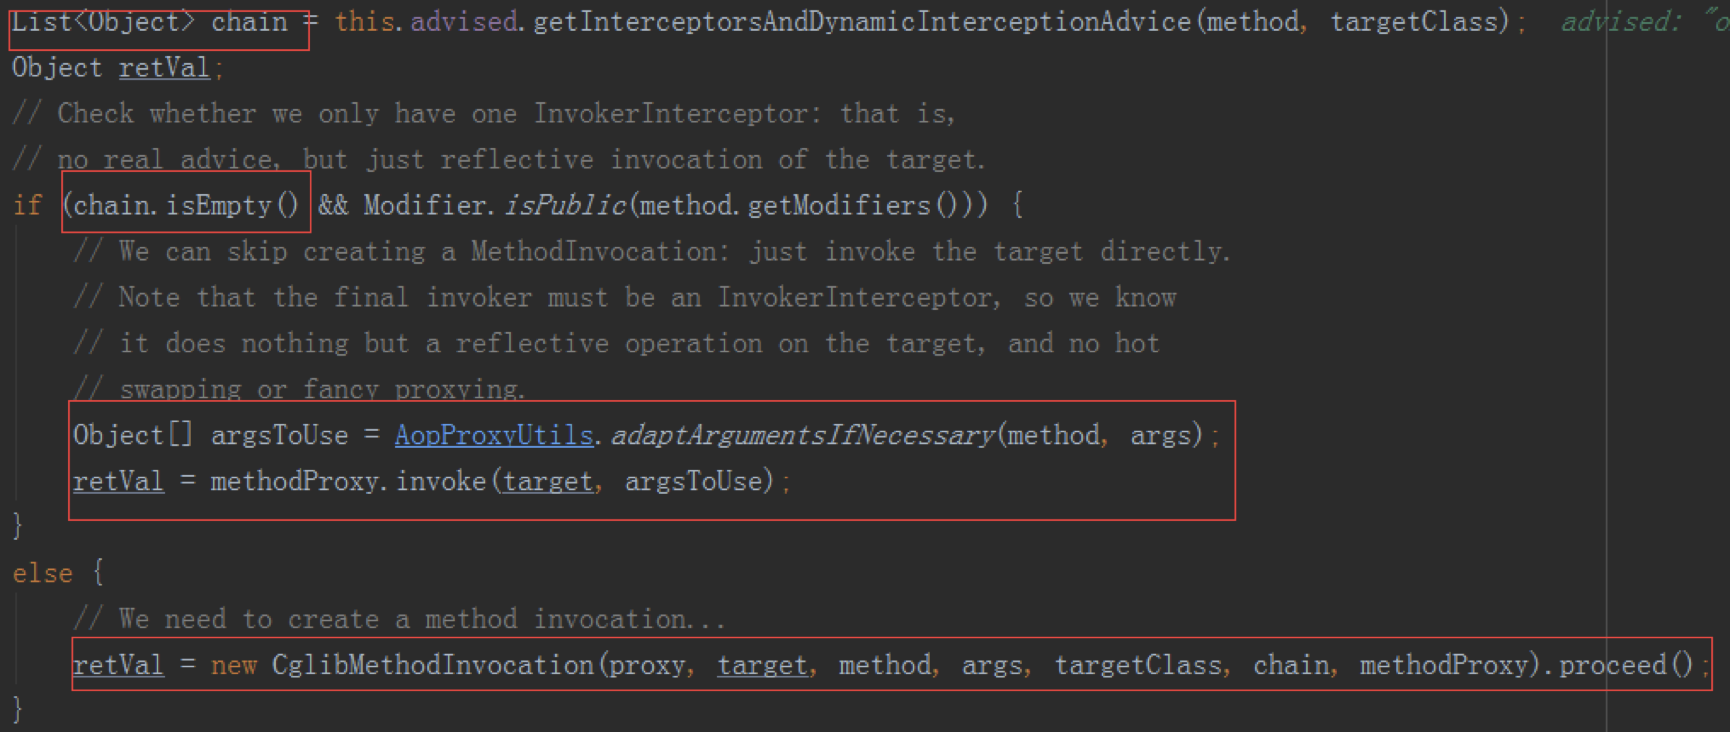 List<Object> chain = this.advised.getInterceptorsAndDynamicInterceptionAdvice(method, targetClass);  advised: "o
Object retVal;
// Check whether we only have one InvokerInterceptor: that is,
// no real advice, but just reflective invocation of the target.
if (chain.isEmpty() && Modifier.isPublic(method.getModifiers())) {
    // We can skip creating a MethodInvocation: just invoke the target directly.
    // Note that the final invoker must be an InvokerInterceptor, so we know
    // it does nothing but a reflective operation on the target, and no hot
    // swapping or fancy proxying.
    Object[] argsToUse = AopProxyUtils.adaptArgumentsIfNecessary(method, args);
    retVal = methodProxy.invoke(target, argsToUse);
}
else {
    // We need to create a method invocation...
    retVal = new CglibMethodInvocation(proxy, target, method, args, targetClass, chain, methodProxy).proceed();
}